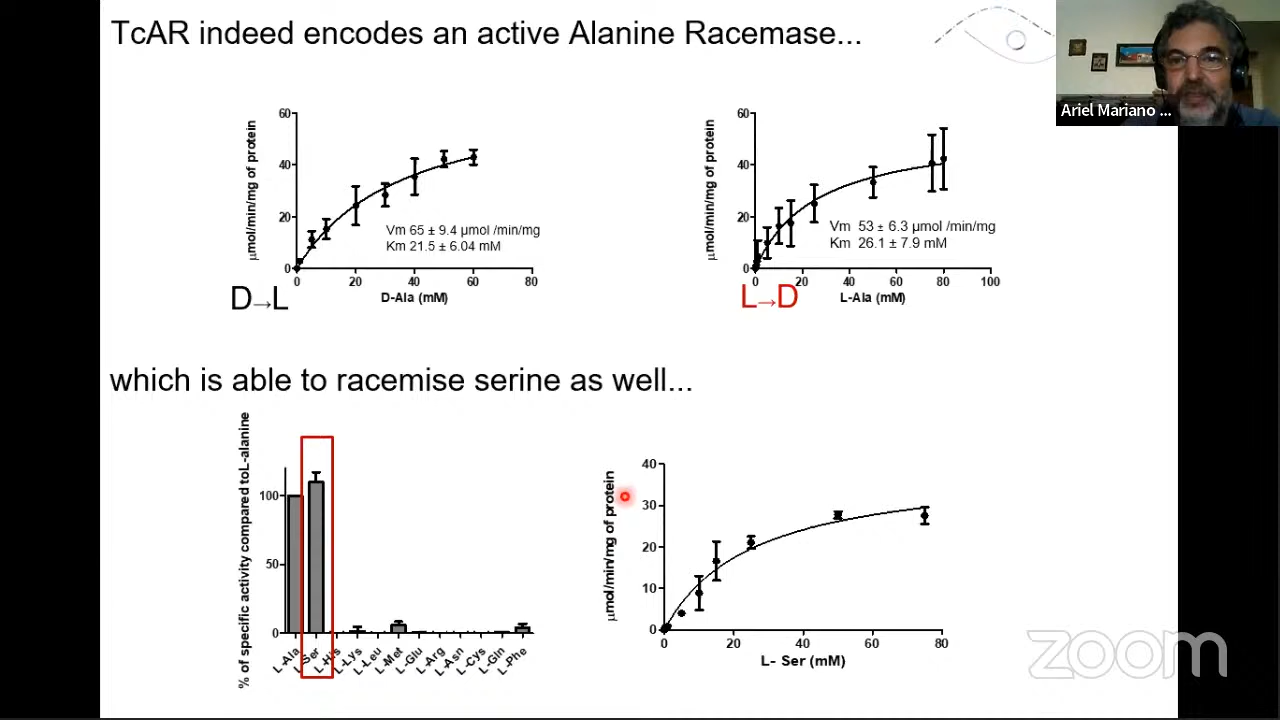 TcAR indeed encodes an active Alanine Racemase...
Ariel Mariano ...
µmol/min/mg of protein
60
40
20
0
Vm 65 ± 9.4 µmol /min/mg
Km 21.5 ± 6.04 mM
0 20 40 60 80
D-Ala (mM)
D→L
µmol/min/mg of protein
60
40
20
0
Vm 53 ± 6.3 µmol /min/mg
Km 26.1 ± 7.9 mM
0 20 40 60 80 100
L-Ala (mM)
L→D
which is able to racemise serine as well...
% of specific activity compared toL-alanine
100
50
0
L-Ala
L-Ser
L-His
L-Lys
L-Leu
L-Met
L-Glu
L-Arg
L-Asn
L-Cys
L-Gln
L-Phe
µmol/min/mg of protein
40
30
20
10
0
0 20 40 60 80
L- Ser (mM)
zoom